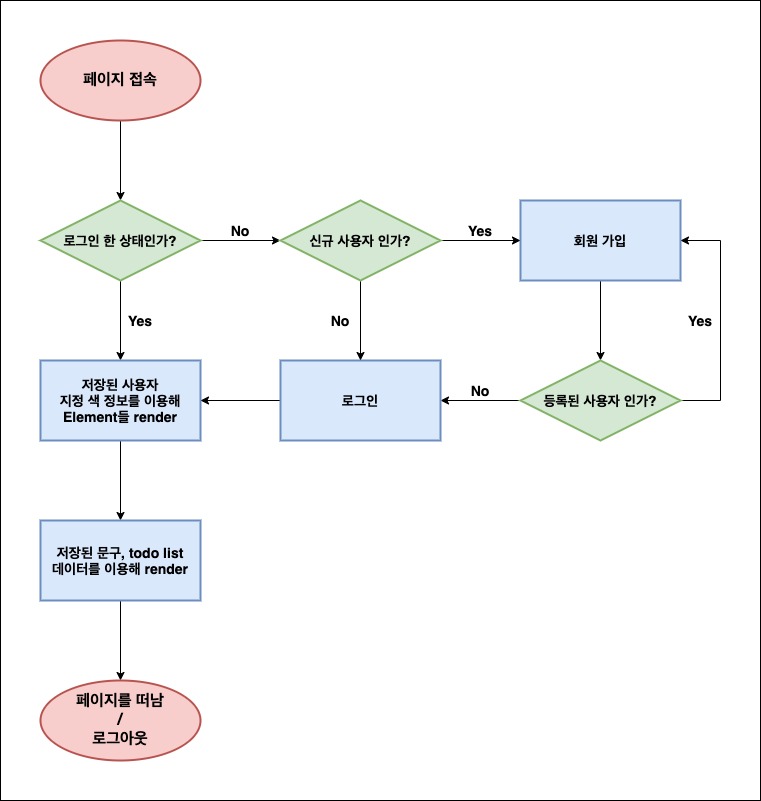 페이지 접속
로그인 한 상태인가?
No
신규 사용자 인가?
Yes
회원 가입
Yes
No
Yes
저장된 사용자
지정 색 정보를 이용해
Element들 render
로그인
No
등록된 사용자 인가?
저장된 문구, todo list
데이터를 이용해 render
페이지를 떠남
/
로그아웃